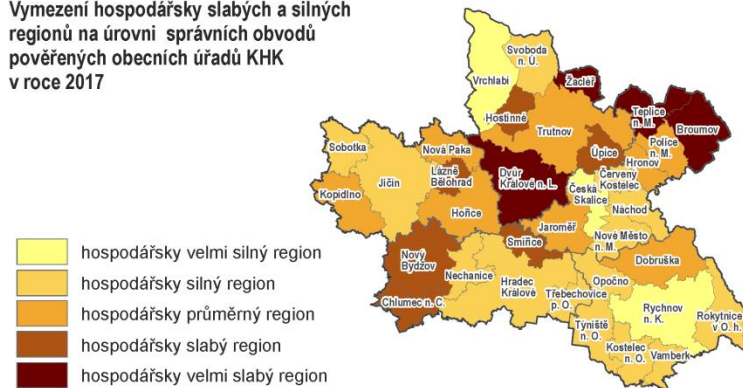 Vymezení hospodářsky slabých a silných
regionů na úrovni správních obvodů
pověřených obecních úřadů KHK
v roce 2017
Svoboda
n. Ú.
Vrchlabí
Žacléř
Teplice
n. M.
Broumov
Hostinné
Trutnov
Police
n. M.
Úpice
Hronov
Sobotka
Nová Paka
Lázně
Bělohrad
Dvůr
Králové n. L.
Červený
Kostelec
Česká
Skalice
Jičín
Kopidlno
Náchod
Hořice
Jaroměř
Nové Město
n. M.
Smiřice
Nový
Bydžov
Dobruška
Nechanice
Hradec
Králové
Opočno
Chlumec n. C.
Třebechovice
p. O.
Rychnov
n. K.
Rokytnice
v O. h.
Týniště
n. O.
Kostelec
n. O.
Vamberk
hospodářsky velmi silný region
hospodářsky silný region
hospodářsky průměrný region
hospodářsky slabý region
hospodářsky velmi slabý region